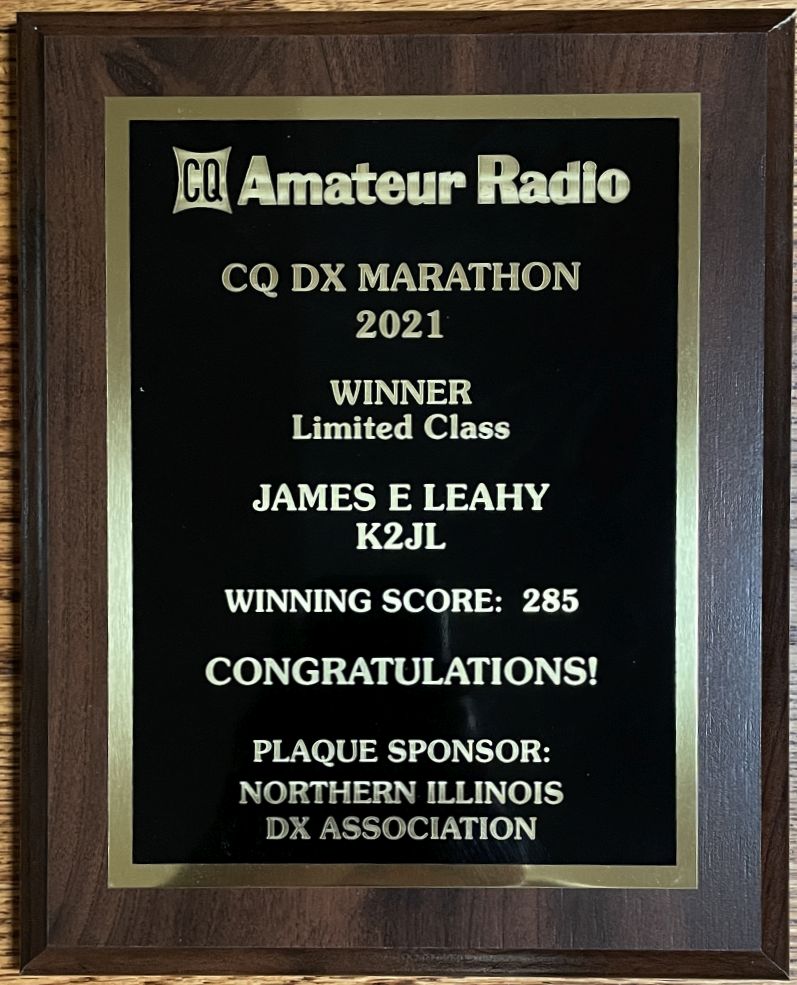 CQ Amateur Radio
CQ DX MARATHON
2021
WINNER
Limited Class
JAMES E LEAHY
K2JL
WINNING SCORE: 285
CONGRATULATIONS!
PLAQUE SPONSOR:
NORTHERN ILLINOIS
DX ASSOCIATION